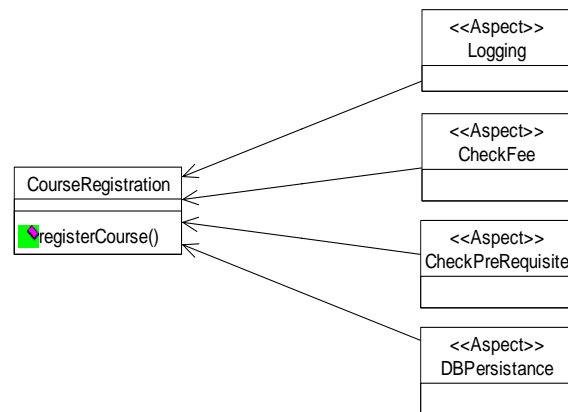 <<Aspect>>
Logging
<<Aspect>>
CheckFee
CourseRegistration
registerCourse()
<<Aspect>>
CheckPreRequisite
<<Aspect>>
DBPersistance